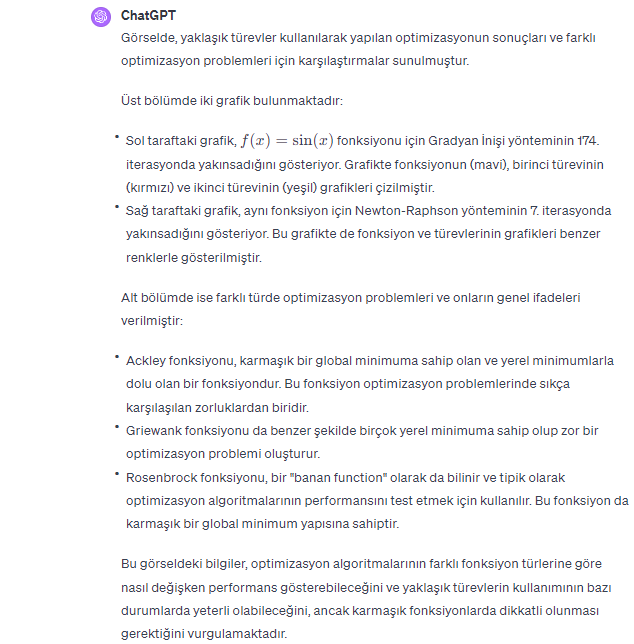 ChatGPT
Görselde, yaklaşık türevler kullanılarak yapılan optimizasyonun sonuçları ve farklı
optimizasyon problemleri için karşılaştırmalar sunulmuştur.
Üst bölümde iki grafik bulunmaktadır:
• Sol taraftaki grafik, f(x) = sin(x) fonksiyonu için Gradyan İnişi yönteminin 174.
iterasyonda yakınsadığını gösteriyor. Grafikte fonksiyonun (mavi), birinci türevinin
(kırmızı) ve ikinci türevinin (yeşil) grafikleri çizilmiştir.
• Sağ taraftaki grafik, aynı fonksiyon için Newton-Raphson yönteminin 7. iterasyonda
yakınsadığını gösteriyor. Bu grafikte de fonksiyon ve türevlerinin grafikleri benzer
renklerle gösterilmiştir.
Alt bölümde ise farklı türde optimizasyon problemleri ve onların genel ifadeleri
verilmiştir:
• Ackley fonksiyonu, karmaşık bir global minimuma sahip olan ve yerel minimumlarla
dolu olan bir fonksiyondur. Bu fonksiyon optimizasyon problemlerinde sıkça
karşılaşılan zorluklardan biridir.
• Griewank fonksiyonu da benzer şekilde birçok yerel minimuma sahip olup zor bir
optimizasyon problemi oluşturur.
• Rosenbrock fonksiyonu, bir "banan function" olarak da bilinir ve tipik olarak
optimizasyon algoritmalarının performansını test etmek için kullanılır. Bu fonksiyon da
karmaşık bir global minimum yapısına sahiptir.
Bu görseldeki bilgiler, optimizasyon algoritmalarının farklı fonksiyon türlerine göre
nasıl değişken performans gösterebileceğini ve yaklaşık türevlerin kullanımının bazı
durumlarda yeterli olabileceğini, ancak karmaşık fonksiyonlarda dikkatli olunması
gerektiğini vurgulamaktadır.